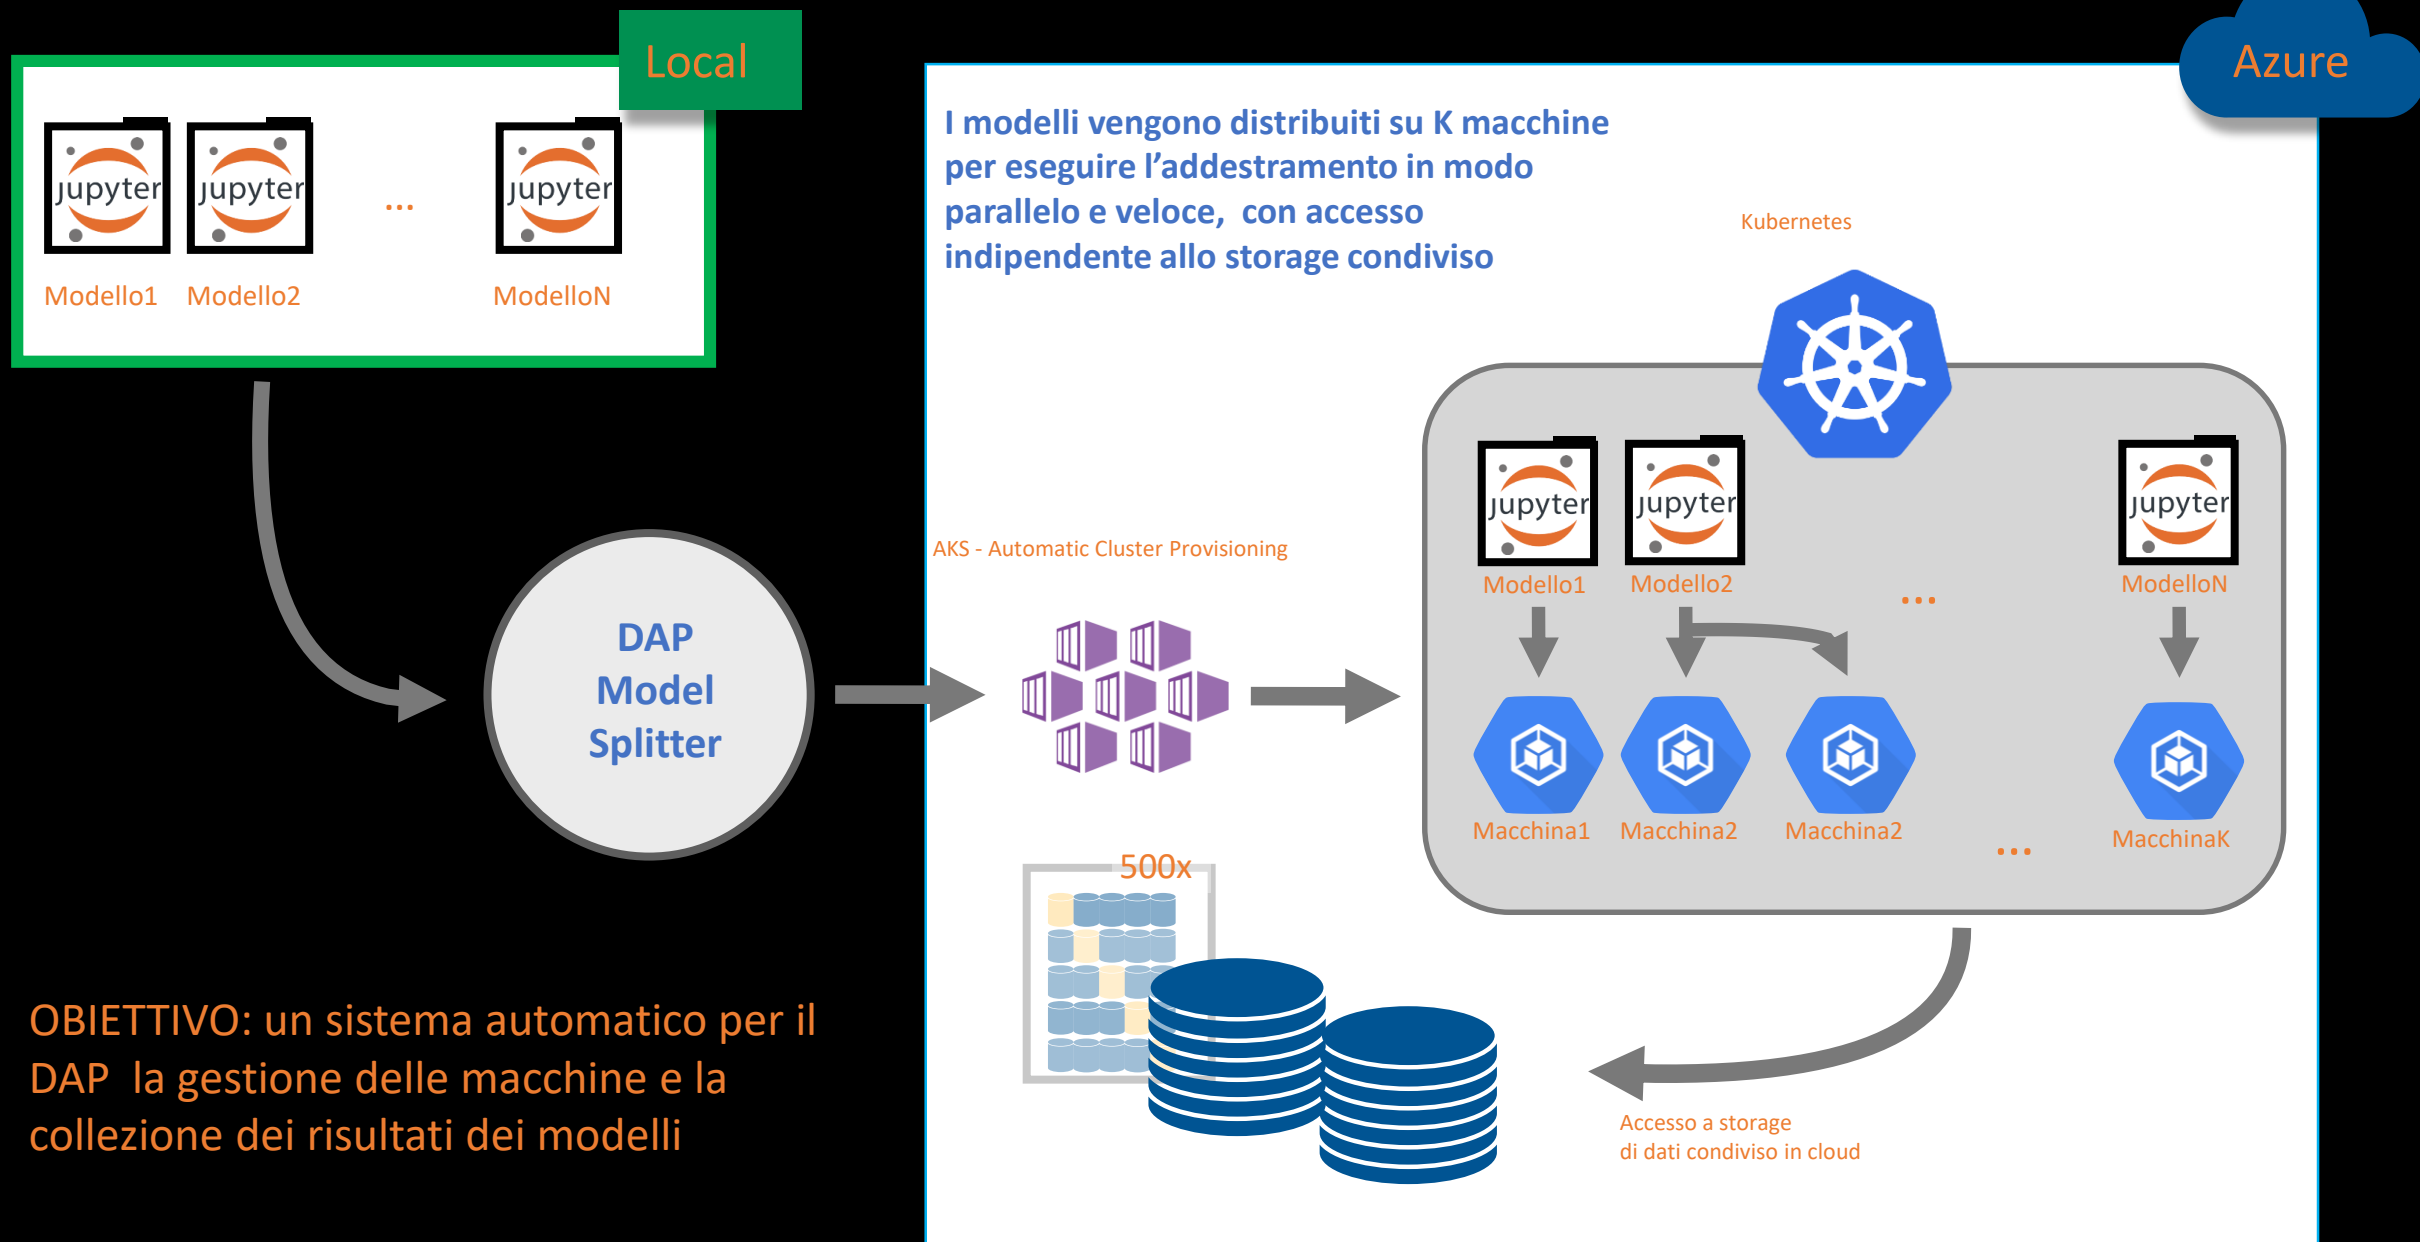 Local
Azure
jupyter
jupyter
...
jupyter
Modello1
Modello2
ModelloN
I modelli vengono distribuiti su K macchine
per eseguire l'addestramento in modo
parallelo e veloce,  con accesso
indipendente allo storage condiviso
Kubernetes
jupyter
jupyter
jupyter
Modello1
Modello2
...
ModelloN
AKS - Automatic Cluster Provisioning
DAP
Model
Splitter
Macchina1
Macchina2
Macchina2
...
MacchinaK
500x
OBIETTIVO: un sistema automatico per il
DAP  la gestione delle macchine e la
collezione dei risultati dei modelli
Accesso a storage
di dati condiviso in cloud